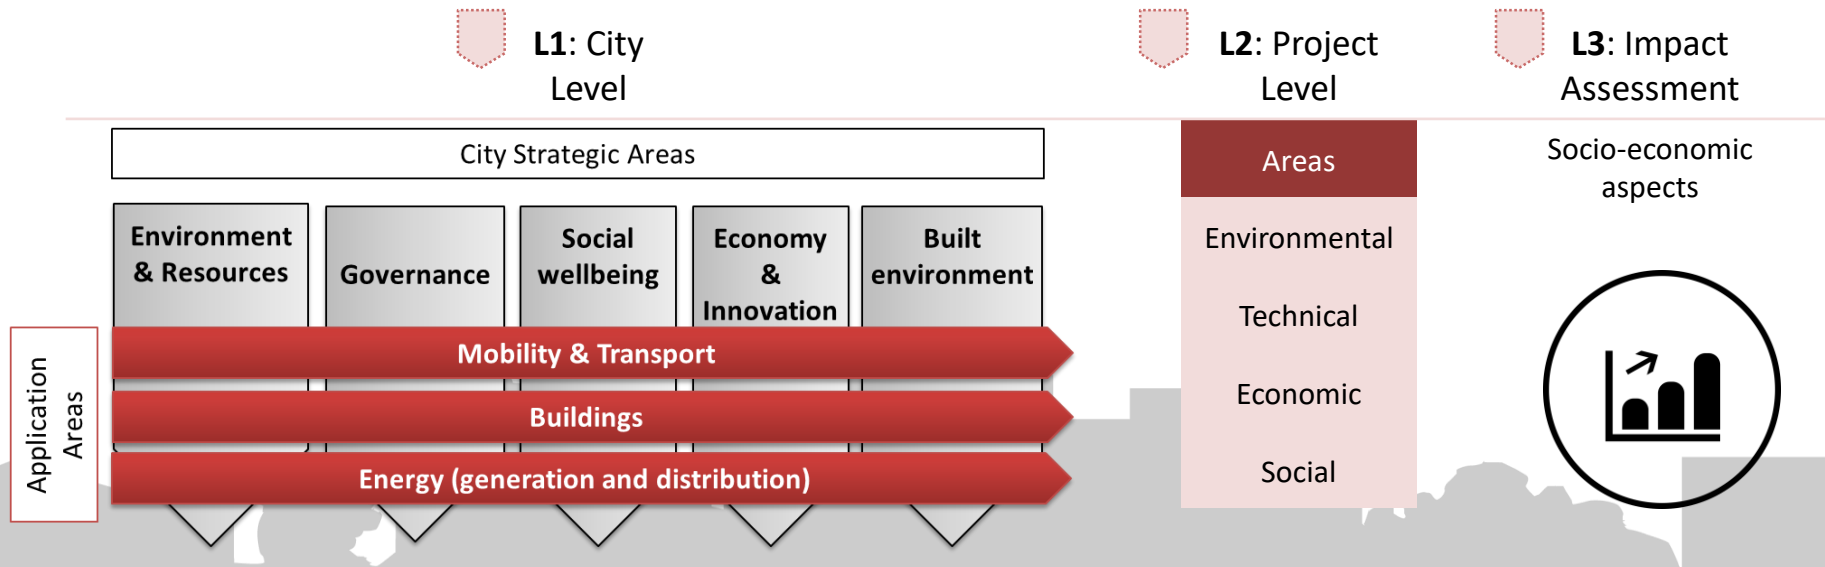 L1: City
Level
L2: Project
Level
L3: Impact
Assessment
City Strategic Areas
Environment
& Resources
Governance
Social
wellbeing
Economy
&
Innovation
Built
environment
Application
Areas
Mobility & Transport
Buildings
Energy (generation and distribution)
Areas
Environmental
Technical
Economic
Social
Socio-economic
aspects